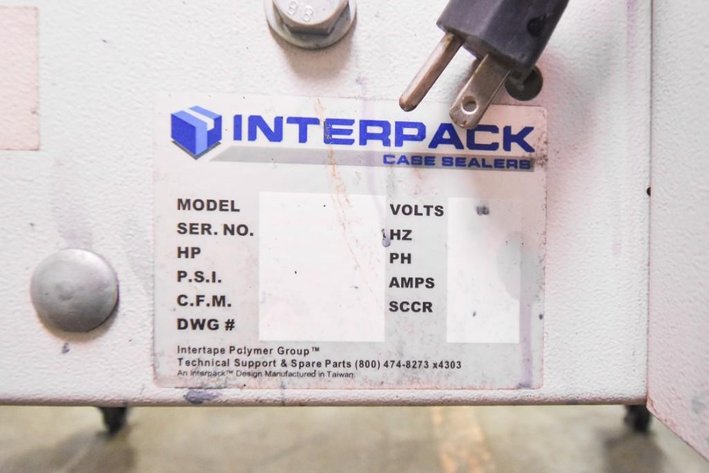 INTERPACK
CASE SEALERS
MODEL
SER. NO.
HP
P.S.I.
C.F.M.
DWG #
VOLTS
HZ
PH
AMPS
SCCR
Intertape Polymer Group™
Technical Support & Spare Parts (800) 474-8273 x4303
An Interpack™ Design Manufactured in Taiwan